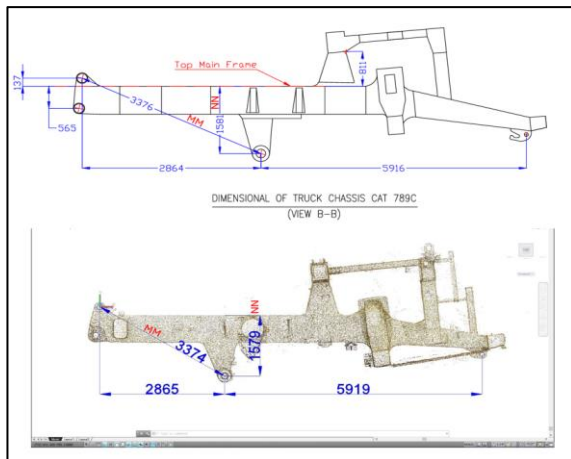 Top Main Frame
137
811
3376
NN
MM
1581
565
2864
5916
DIMENSIONAL OF TRUCK CHASSIS CAT 789C
(VIEW B-B)
NN
MM
3374
1579
2865
5919